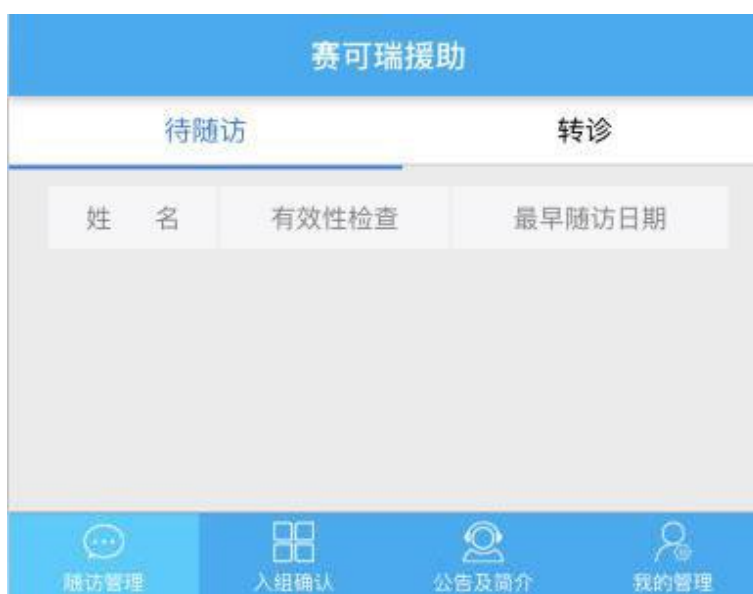 赛可瑞援助
待随访 转诊
姓 名 有效性检查 最早随访日期
随访管理 入组确认 公告及简介 我的管理